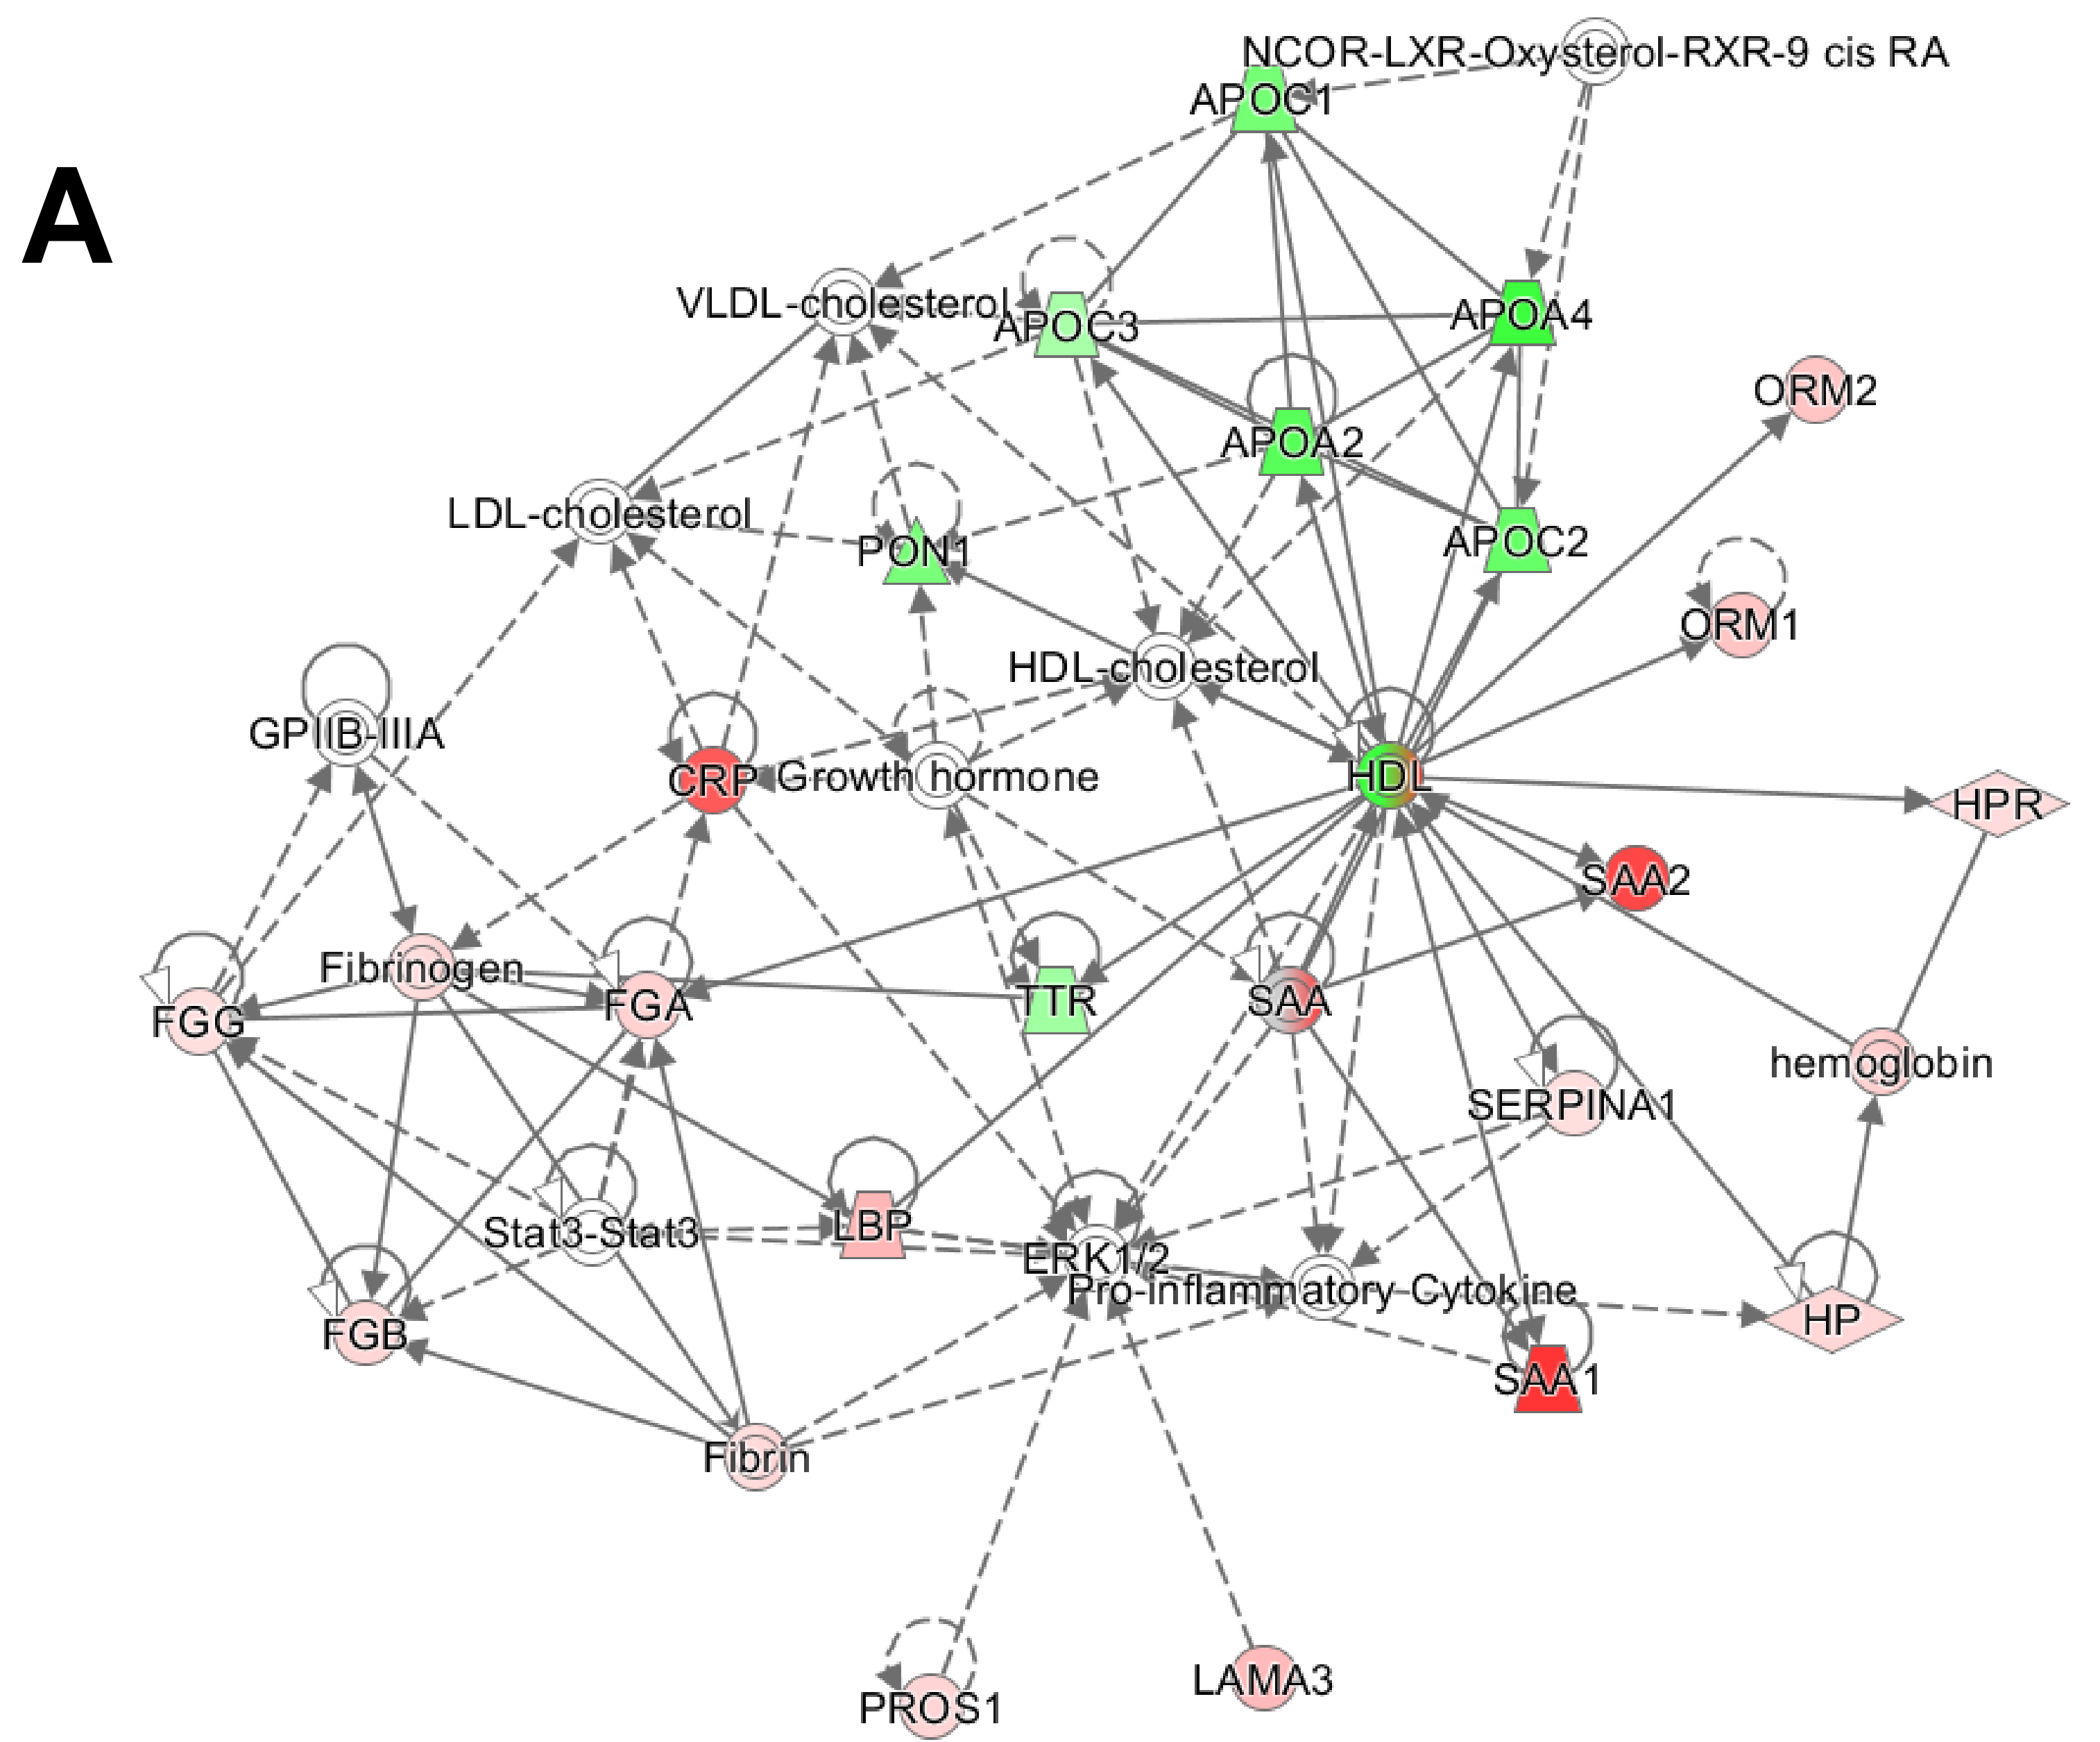 NCOR-LXR-Oxysterol-RXR-9 cis RA
APOC1
A
VLDL-cholesterol
APOC3
APOA4
ORM2
APOA2
LDL-cholesterol
PON1
APOC2
ORM1
HDL-cholesterol
GPIIB-IIIA
CRP
Growth hormone
HDL
HPR
SAA2
Fibrinogen
FGG
FGA
TTR
SAA
hemoglobin
SERPINA1
Stat3-Stat3
LBP
ERK1/2
Pro-inflammatory Cytokine
FGB
HP
SAA1
Fibrin
LAMA3
PROS1